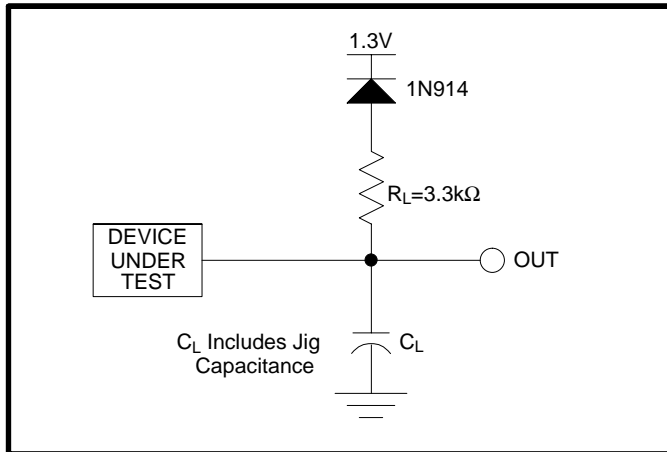 1.3V
1N914
RL=3.3kΩ
DEVICE
UNDER
TEST
OUT
CL Includes Jig
Capacitance
CL